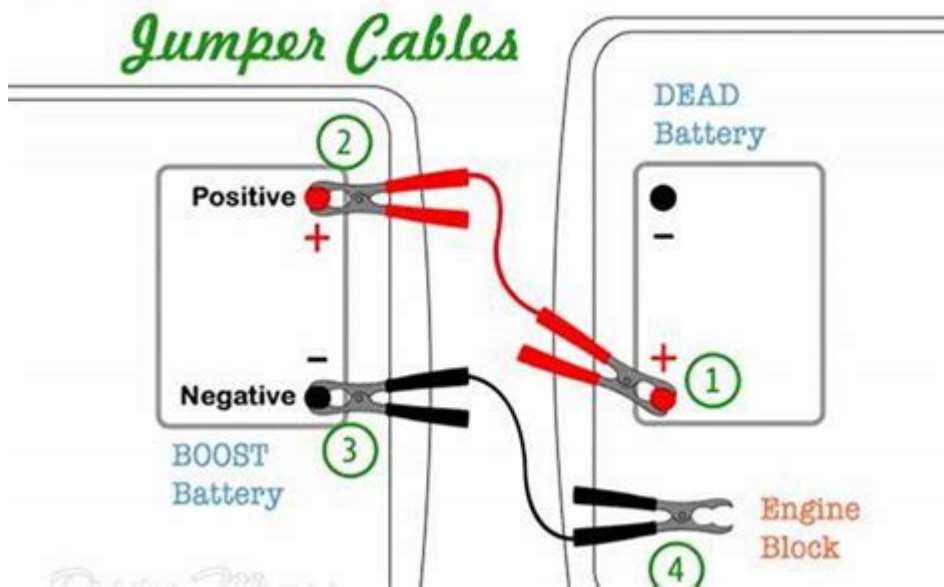 Jumper Cables
DEAD
Battery
2
Positive
+
-
-
+
1
Negative
3
BOOST
Battery
Engine
Block
4